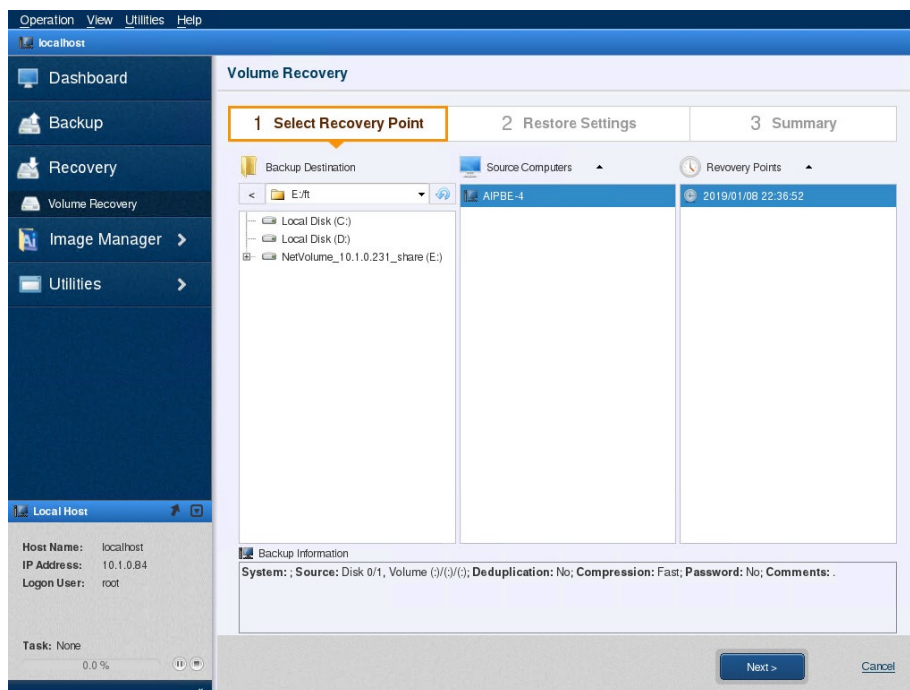 Operation View Utilities Help
localhost
Dashboard
Backup
Recovery
Volume Recovery
Image Manager
Utilities
Local Host
Host Name: localhost
IP Address: 10.1.0.84
Logon User: root
Task: None
0.0 %
Volume Recovery
1 Select Recovery Point
2 Restore Settings
3 Summary
Backup Destination
Source Computers
Revovery Points
< E:/ft
AIPBE-4
2019/01/08 22:36:52
Local Disk (C:)
Local Disk (D:)
NetVolume_10.1.0.231_share (E:)
Backup Information
System: ; Source: Disk 0/1, Volume (:)/(:)/(:); Deduplication: No; Compression: Fast; Password: No; Comments: .
Next >
Cancel